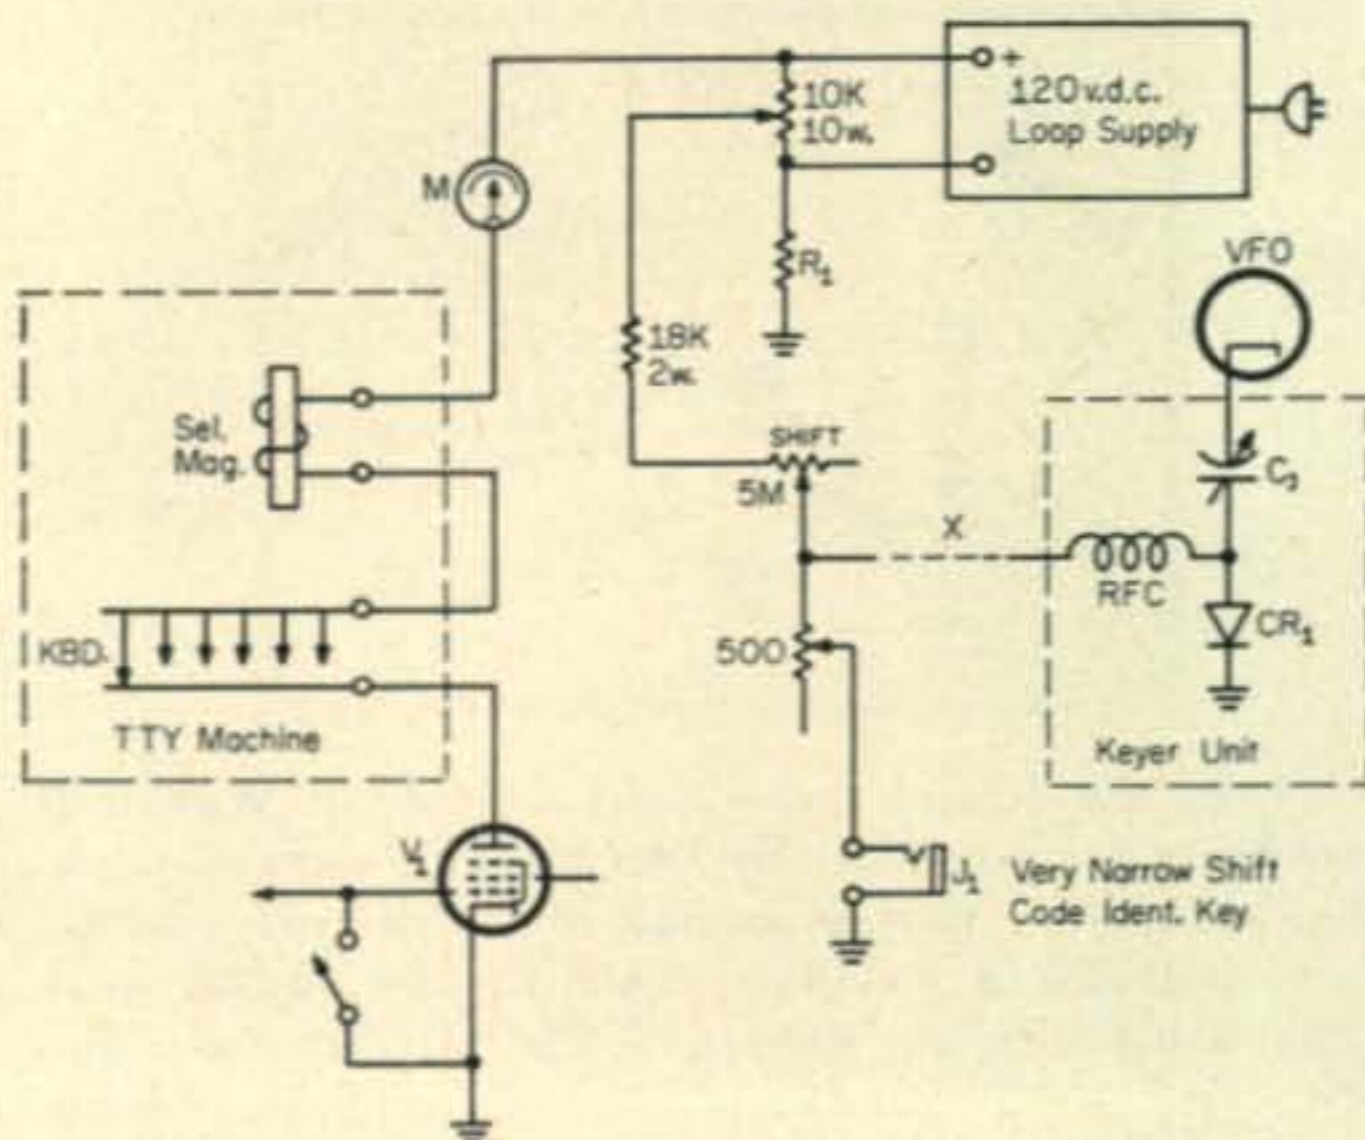 +
120v.d.c.
Loop Supply
10K
10w.
M
R₁
VFO
18K
2w.
Sel.
Mag.
SHIFT
5M
C₃
X
RFC
CR₁
KBD.
500
TTY Machine
Keyer Unit
V₁
J₁
Very Narrow Shift
Code Ident. Key